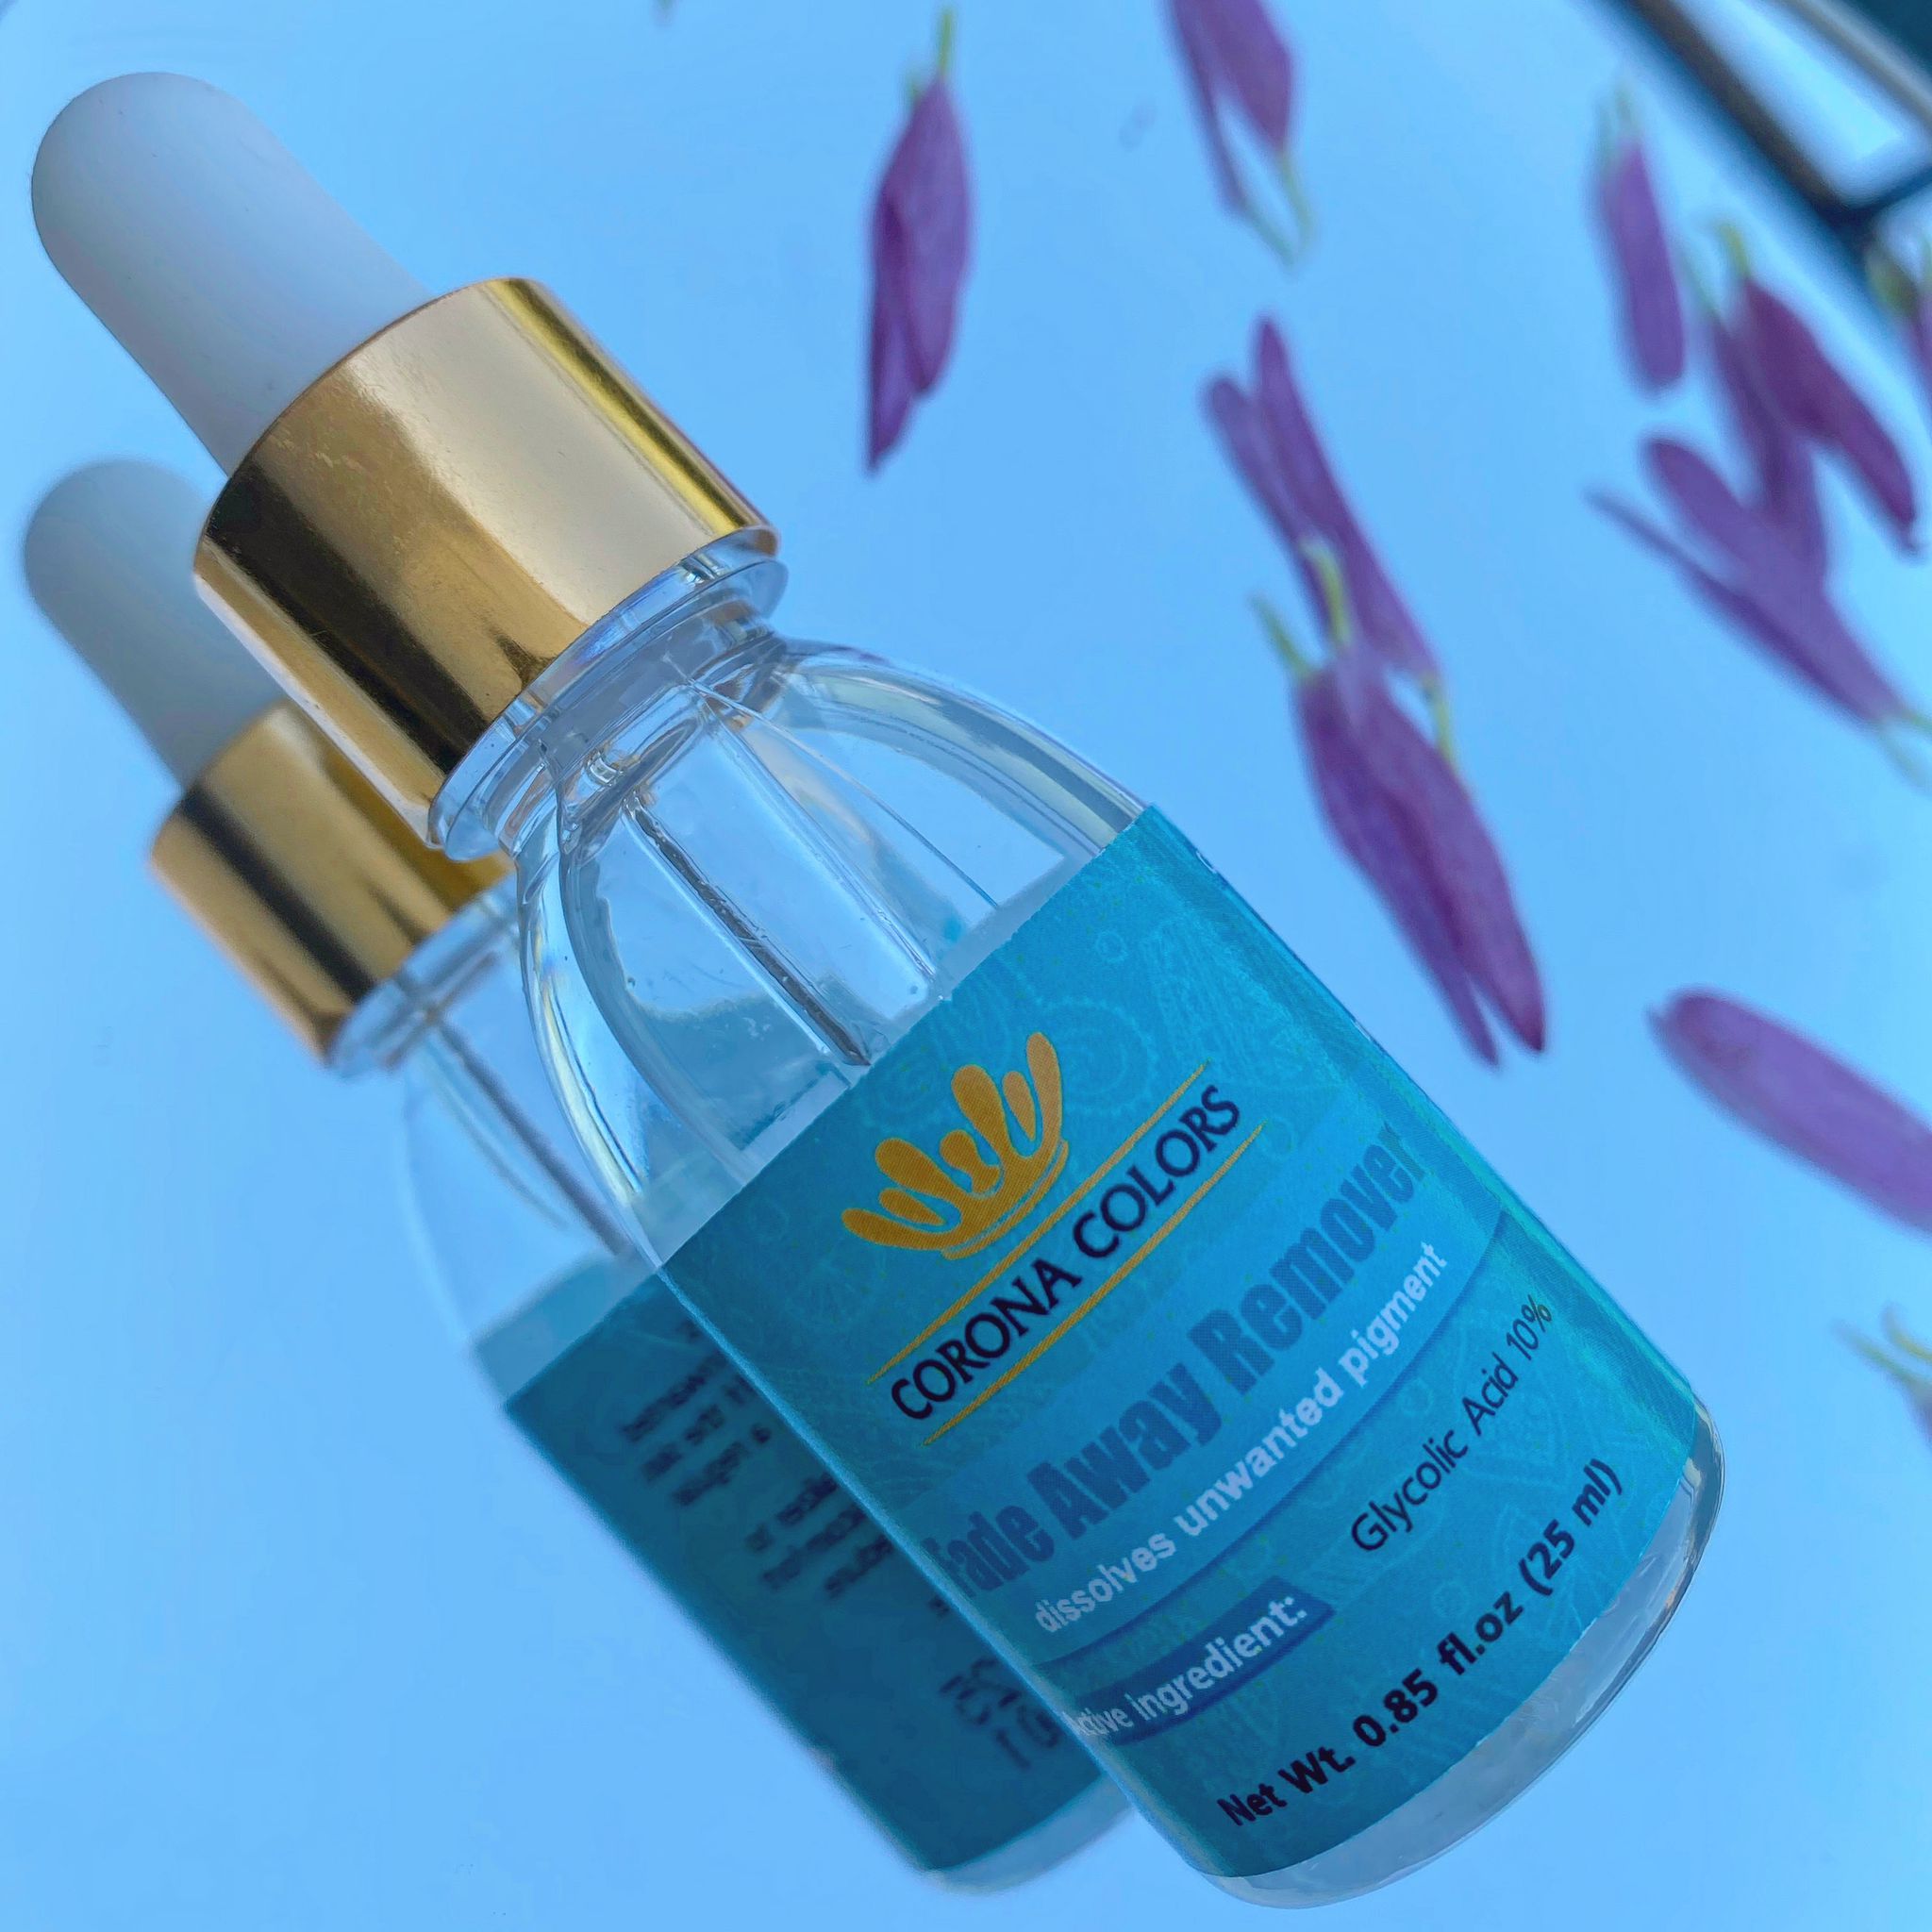 CORONA COLORS
Fade Away Remover
dissolves unwanted pigment
Active ingredient:
Glycolic Acid 10%
Net Wt. 0.85 fl.oz (25 ml)